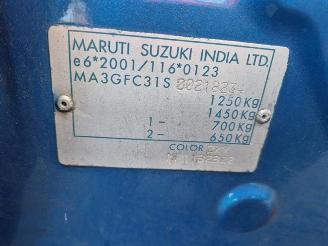 MARUTI SUZUKI INDIA LTD.
e6*2001/116*0123
MA3GFC31S
1250Kg
1450Kg
1- 700Kg
2- 650Kg
COLOR